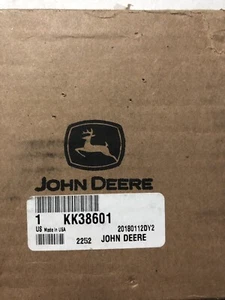 JOHN DEERE
1 KK38601
US Made in USA 20180112DY2
2252 JOHN DEERE